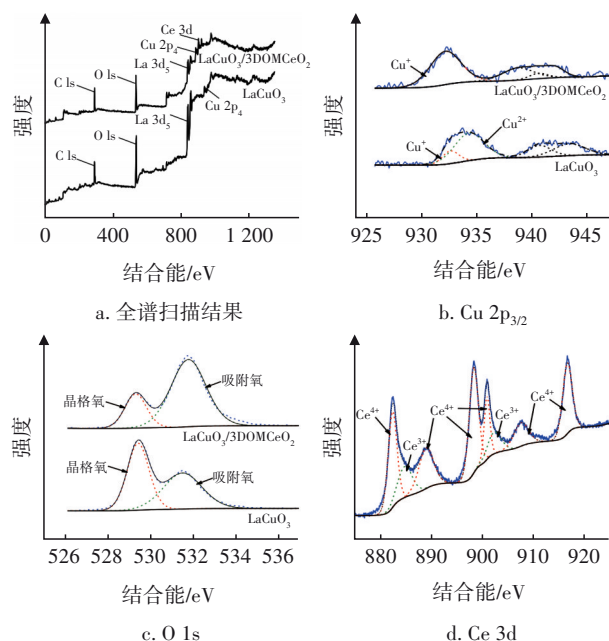 Ce 3d
Cu 2p₄
LaCuO₃/3DOMCeO₂
La 3d₅
O ls
C ls
Cu 2p₄
LaCuO₃
La 3d₅
O ls
C ls
强度
0 400 800 1 200
结合能/eV
a. 全谱扫描结果
Cu⁺
LaCuO₃/3DOMCeO₂
Cu⁺
Cu²⁺
LaCuO₃
强度
925 930 935 940 945
结合能/eV
b. Cu 2p₃/₂
晶格氧
吸附氧
LaCuO₃/3DOMCeO₂
晶格氧
吸附氧
LaCuO₃
强度
526 528 530 532 534 536
结合能/eV
c. O 1s
Ce⁴⁺
Ce³⁺
Ce⁴⁺
Ce³⁺
Ce⁴⁺
强度
880 890 900 910 920
结合能/eV
d. Ce 3d